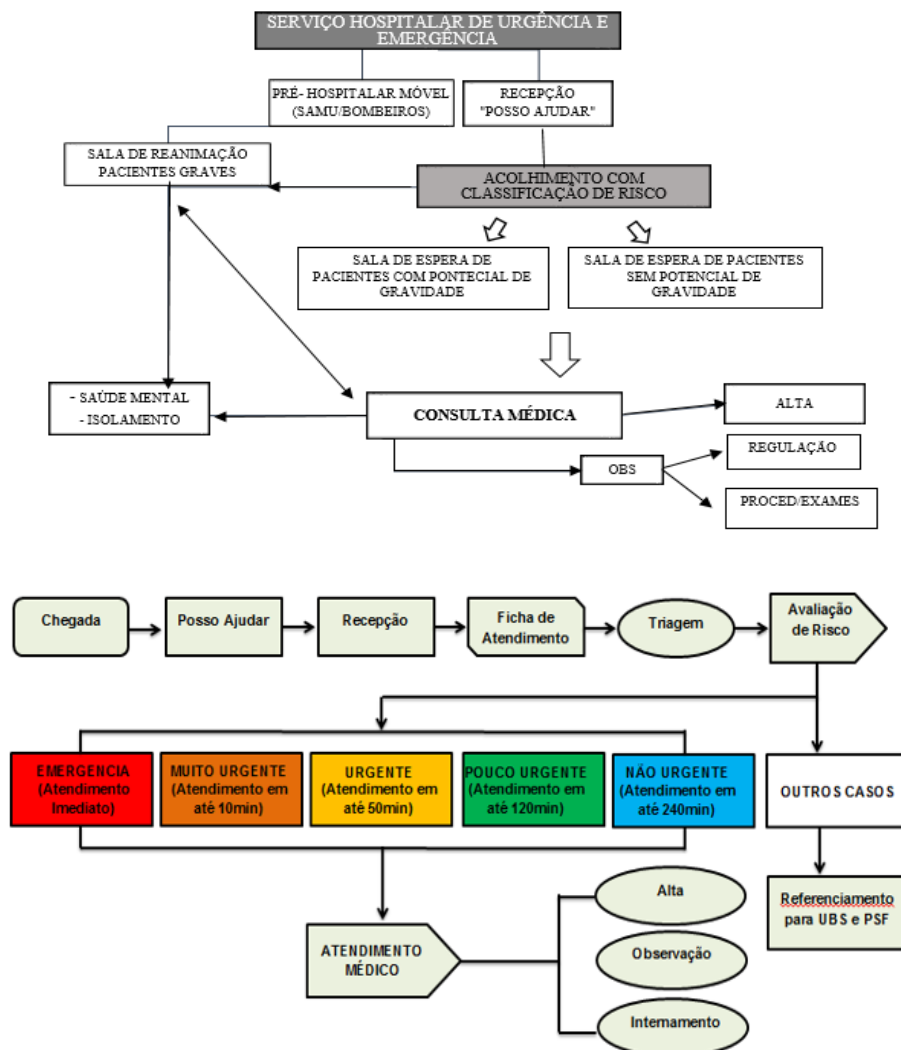 SERVIÇO HOSPITALAR DE URGÊNCIA E
EMERGÊNCIA
PRÉ- HOSPITALAR MÓVEL
(SAMU/BOMBEIROS)
RECEPÇÃO
"POSSO AJUDAR"
SALA DE REANIMAÇÃO
PACIENTES GRAVES
ACOLHIMENTO COM
CLASSIFICAÇÃO DE RISCO
SALA DE ESPERA DE
PACIENTES COM PONTECIAL DE
GRAVIDADE
SALA DE ESPERA DE PACIENTES
SEM POTENCIAL DE
GRAVIDADE
- SAÚDE MENTAL
- ISOLAMENTO
CONSULTA MÉDICA
ALTA
REGULAÇÃO
OBS
PROCED/EXAMES
Chegada
Posso Ajudar
Recepção
Ficha de
Atendimento
Triagem
Avaliação
de Risco
EMERGENCIA
(Atendimento
Imediato)
MUITO URGENTE
(Atendimento em
até 10min)
URGENTE
(Atendimento em
até 50min)
POUCO URGENTE
(Atendimento em
até 120min)
NÃO URGENTE
(Atendimento em
até 240min)
OUTROS CASOS
Referenciamento
para UBS e PSF
ATENDIMENTO
MÉDICO
Alta
Observação
Internamento